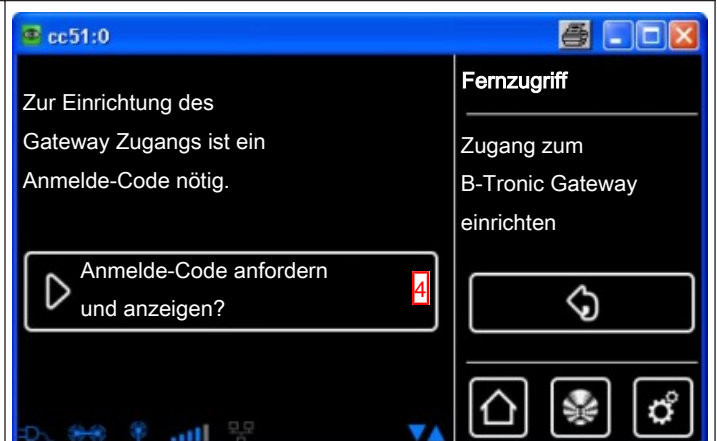 cc51:0
Zur Einrichtung des
Gateway Zugangs ist ein
Anmelde-Code nötig.
Anmelde-Code anfordern
und anzeigen?
4
Fernzugriff
Zugang zum
B-Tronic Gateway
einrichten